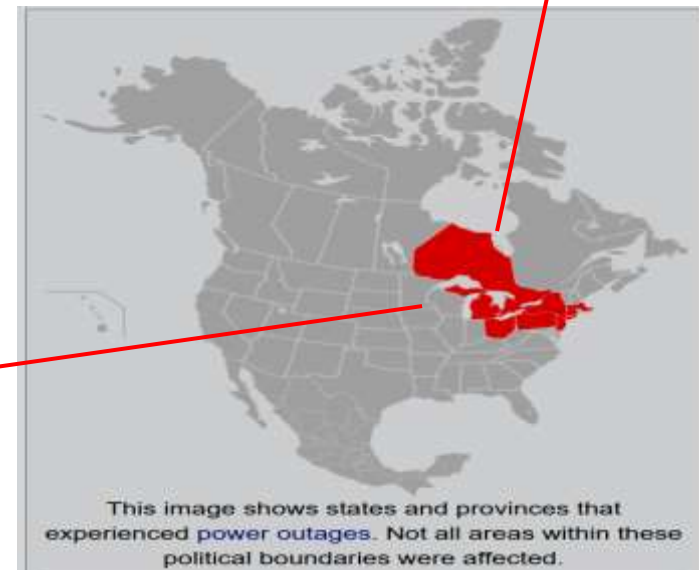 This image shows states and provinces that
experienced power outages. Not all areas within these
political boundaries were affected.